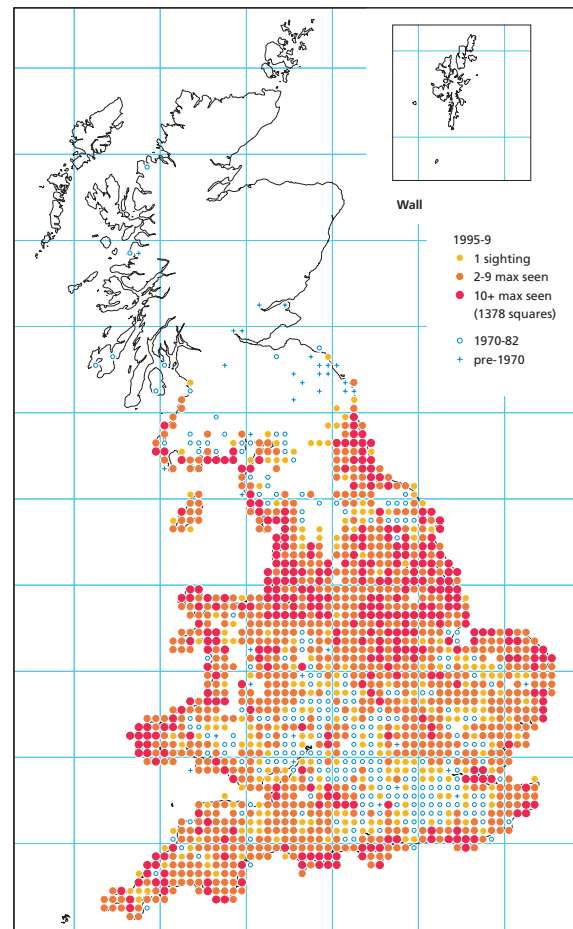 Wall
1995-9
1 sighting
2-9 max seen
10+ max seen
(1378 squares)
1970-82
pre-1970